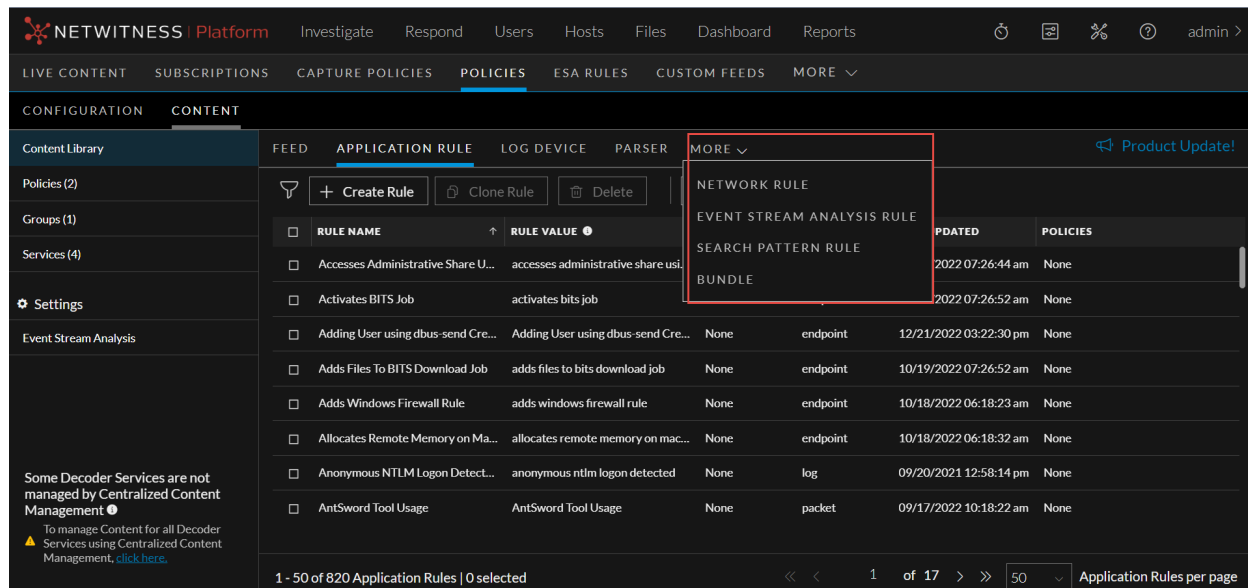 NETWITNESS | Platform Investigate Respond Users Hosts Files Dashboard Reports admin >
LIVE CONTENT SUBSCRIPTIONS CAPTURE POLICIES POLICIES ESA RULES CUSTOM FEEDS MORE
CONFIGURATION CONTENT
Content Library
Policies (2)
Groups (1)
Services (4)
Settings
Event Stream Analysis
Some Decoder Services are not
managed by Centralized Content
Management
To manage Content for all Decoder
Services using Centralized Content
Management, click here.
FEED APPLICATION RULE LOG DEVICE PARSER MORE
Product Update!
+ Create Rule Clone Rule Delete
NETWORK RULE
EVENT STREAM ANALYSIS RULE
SEARCH PATTERN RULE
BUNDLE
RULE NAME ↑ RULE VALUE PDATED POLICIES
Accesses Administrative Share U... accesses administrative share usi. 2022 07:26:44 am None
Activates BITS Job activates bits job 2022 07:26:52 am None
Adding User using dbus-send Cre... Adding User using dbus-send Cre... None endpoint 12/21/2022 03:22:30 pm None
Adds Files To BITS Download Job adds files to bits download job None endpoint 10/19/2022 07:26:52 am None
Adds Windows Firewall Rule adds windows firewall rule None endpoint 10/18/2022 06:18:23 am None
Allocates Remote Memory on Ma... allocates remote memory on mac... None endpoint 10/18/2022 06:18:32 am None
Anonymous NTLM Logon Detect... anonymous ntlm logon detected None log 09/20/2021 12:58:14 pm None
AntSword Tool Usage AntSword Tool Usage None packet 09/17/2022 10:18:22 am None
1 - 50 of 820 Application Rules | 0 selected << < 1 of 17 > >> 50 Application Rules per page